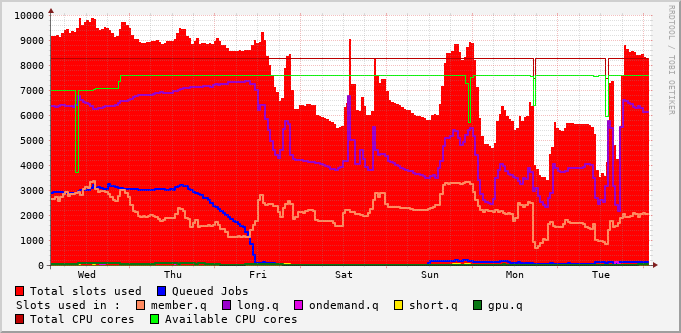 10000
9000
8000
7000
6000
5000
4000
3000
2000
1000
0
Wed Thu Fri Sat Sun Mon Tue
RRDTOOL / TOBI OETIKER
Total slots used Queued Jobs
Slots used in : member.q long.q ondemand.q short.q gpu.q
Total CPU cores Available CPU cores